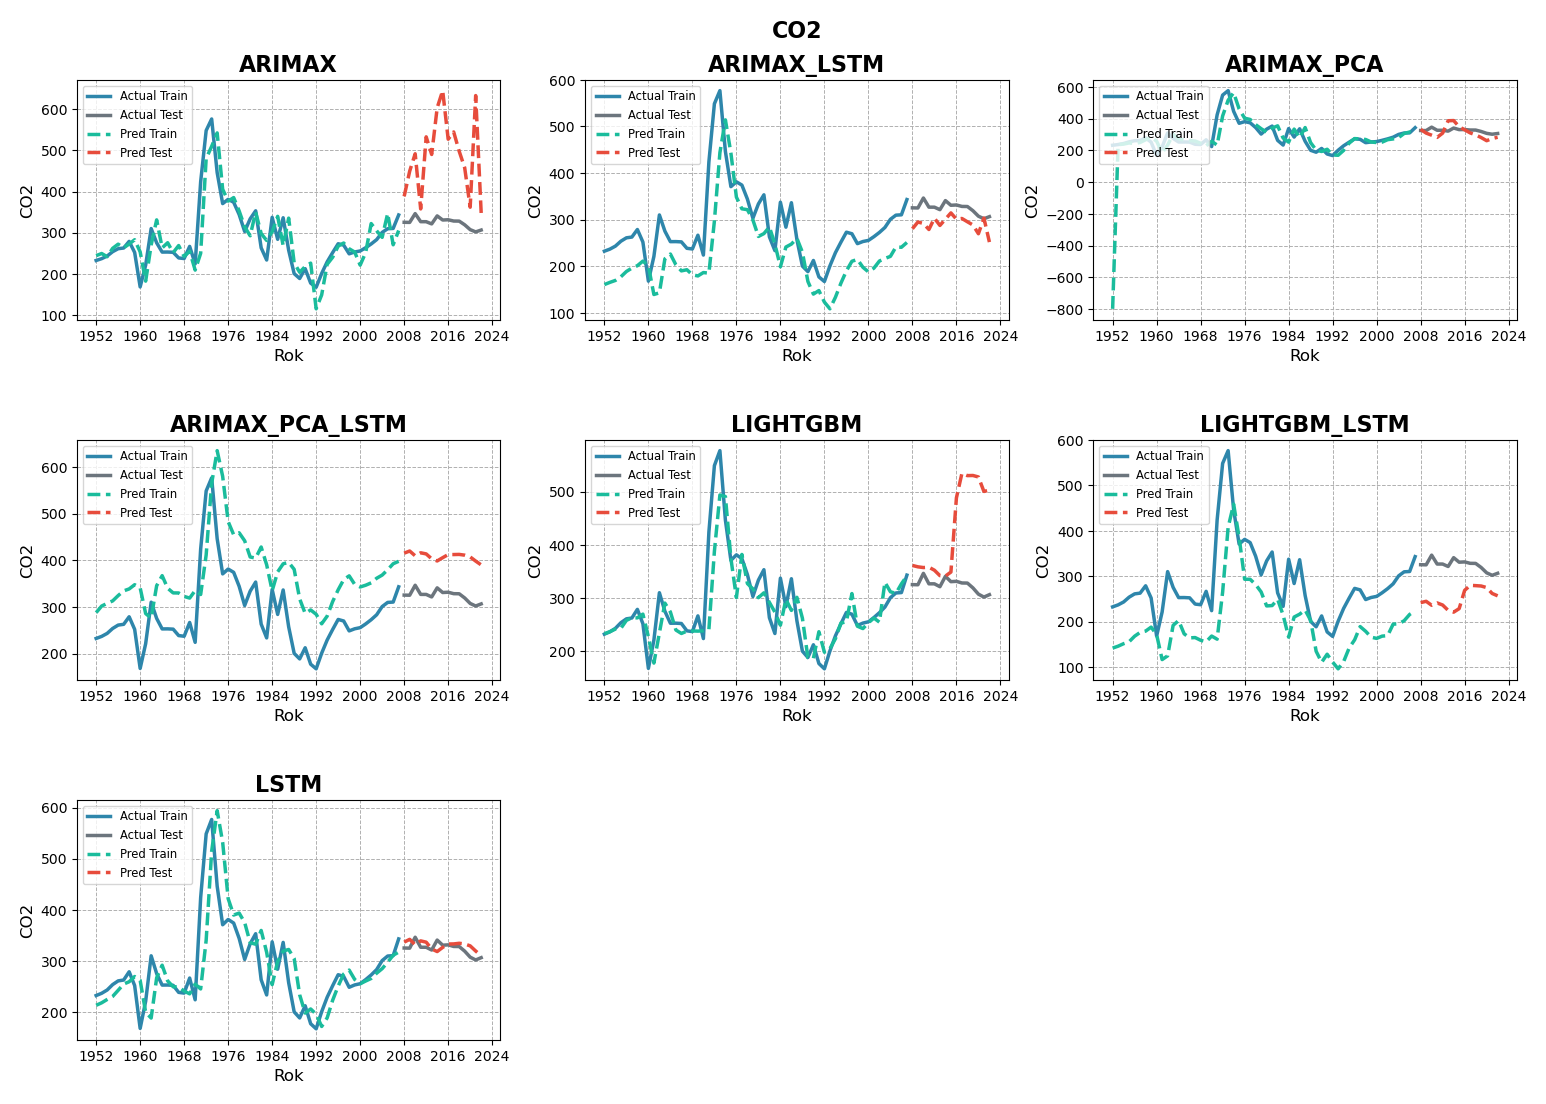 CO2
ARIMAX
Actual Train
Actual Test
Pred Train
Pred Test
CO2
600
500
400
300
200
100
1952 1960 1968 1976 1984 1992 2000 2008 2016 2024
Rok
ARIMAX_LSTM
Actual Train
Actual Test
Pred Train
Pred Test
CO2
600
500
400
300
200
100
1952 1960 1968 1976 1984 1992 2000 2008 2016 2024
Rok
ARIMAX_PCA
Actual Train
Actual Test
Pred Train
Pred Test
CO2
600
400
200
0
−200
−400
−600
−800
1952 1960 1968 1976 1984 1992 2000 2008 2016 2024
Rok
ARIMAX_PCA_LSTM
Actual Train
Actual Test
Pred Train
Pred Test
CO2
600
500
400
300
200
1952 1960 1968 1976 1984 1992 2000 2008 2016 2024
Rok
LIGHTGBM
Actual Train
Actual Test
Pred Train
Pred Test
CO2
500
400
300
200
1952 1960 1968 1976 1984 1992 2000 2008 2016 2024
Rok
LIGHTGBM_LSTM
Actual Train
Actual Test
Pred Train
Pred Test
CO2
600
500
400
300
200
100
1952 1960 1968 1976 1984 1992 2000 2008 2016 2024
Rok
LSTM
Actual Train
Actual Test
Pred Train
Pred Test
CO2
600
500
400
300
200
1952 1960 1968 1976 1984 1992 2000 2008 2016 2024
Rok